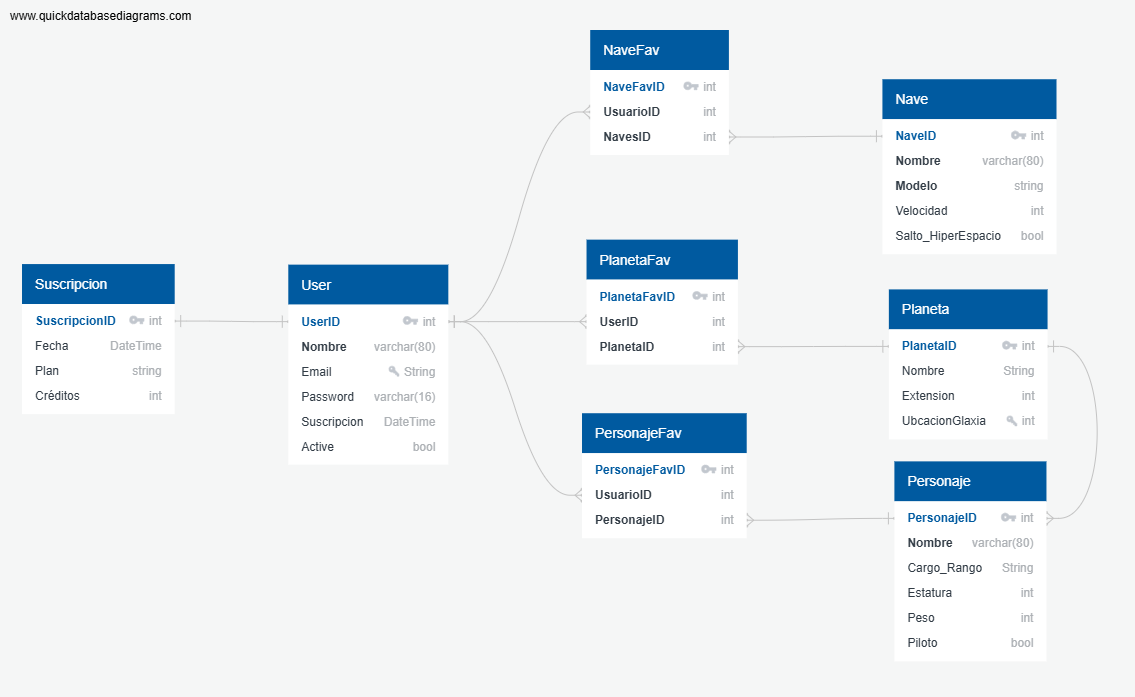 www.quickdatabasediagrams.com
NaveFav
NaveFavID int
UsuarioID int
NavesID int
Nave
NaveID int
Nombre varchar(80)
Modelo string
Velocidad int
Salto_HiperEspacio bool
Suscripcion
SuscripcionID int
Fecha DateTime
Plan string
Créditos int
User
UserID int
Nombre varchar(80)
Email String
Password varchar(16)
Suscripcion DateTime
Active bool
PlanetaFav
PlanetaFavID int
UserID int
PlanetaID int
Planeta
PlanetaID int
Nombre String
Extension int
UbcacionGlaxia int
PersonajeFav
PersonajeFavID int
UsuarioID int
PersonajeID int
Personaje
PersonajeID int
Nombre varchar(80)
Cargo_Rango String
Estatura int
Peso int
Piloto bool